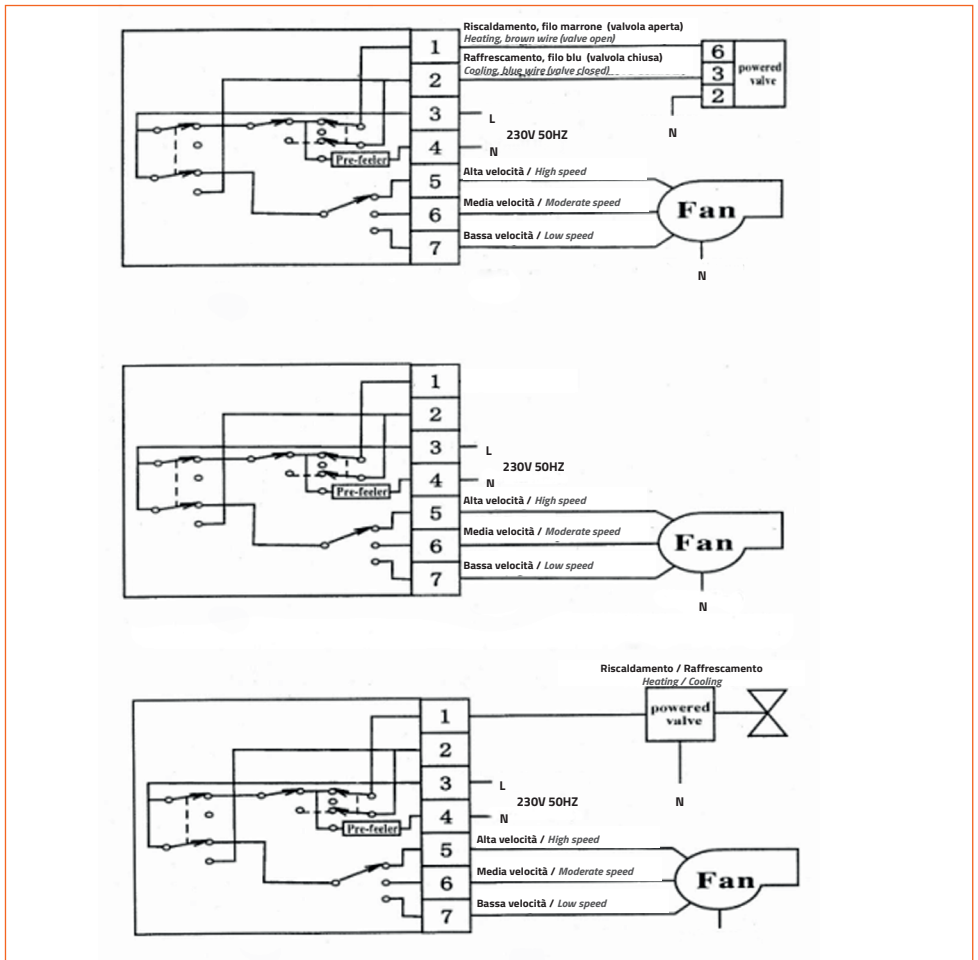 Riscaldamento, filo marrone (valvola aperta)
Heating, brown wire (valve open)
1
6
Raffrescamento, filo blu (valvola chiusa)
Cooling, blue wire (valve closed)
2
3
powered
valve
2
3
L
N
230V 50HZ
4
N
Pre-feeler
Alta velocità / High speed
5
Media velocità / Moderate speed
6
Fan
Bassa velocità / Low speed
7
N
1
2
3
L
230V 50HZ
4
N
Pre-feeler
Alta velocità / High speed
5
Media velocità / Moderate speed
6
Fan
Bassa velocità / Low speed
7
N
Riscaldamento / Raffrescamento
Heating / Cooling
1
powered
valve
2
3
L
230V 50HZ
N
4
N
Pre-feeler
Alta velocità / High speed
5
Media velocità / Moderate speed
6
Fan
Bassa velocità / Low speed
7